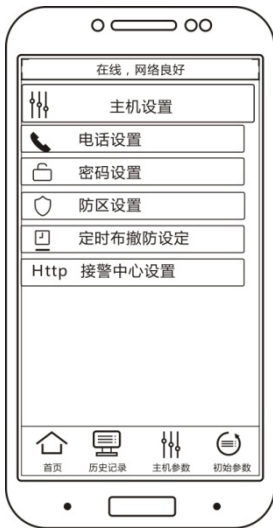 在线，网络良好
主机设置
电话设置
密码设置
防区设置
定时布撤防设定
Http 接警中心设置
首页 历史记录 主机参数 初始参数